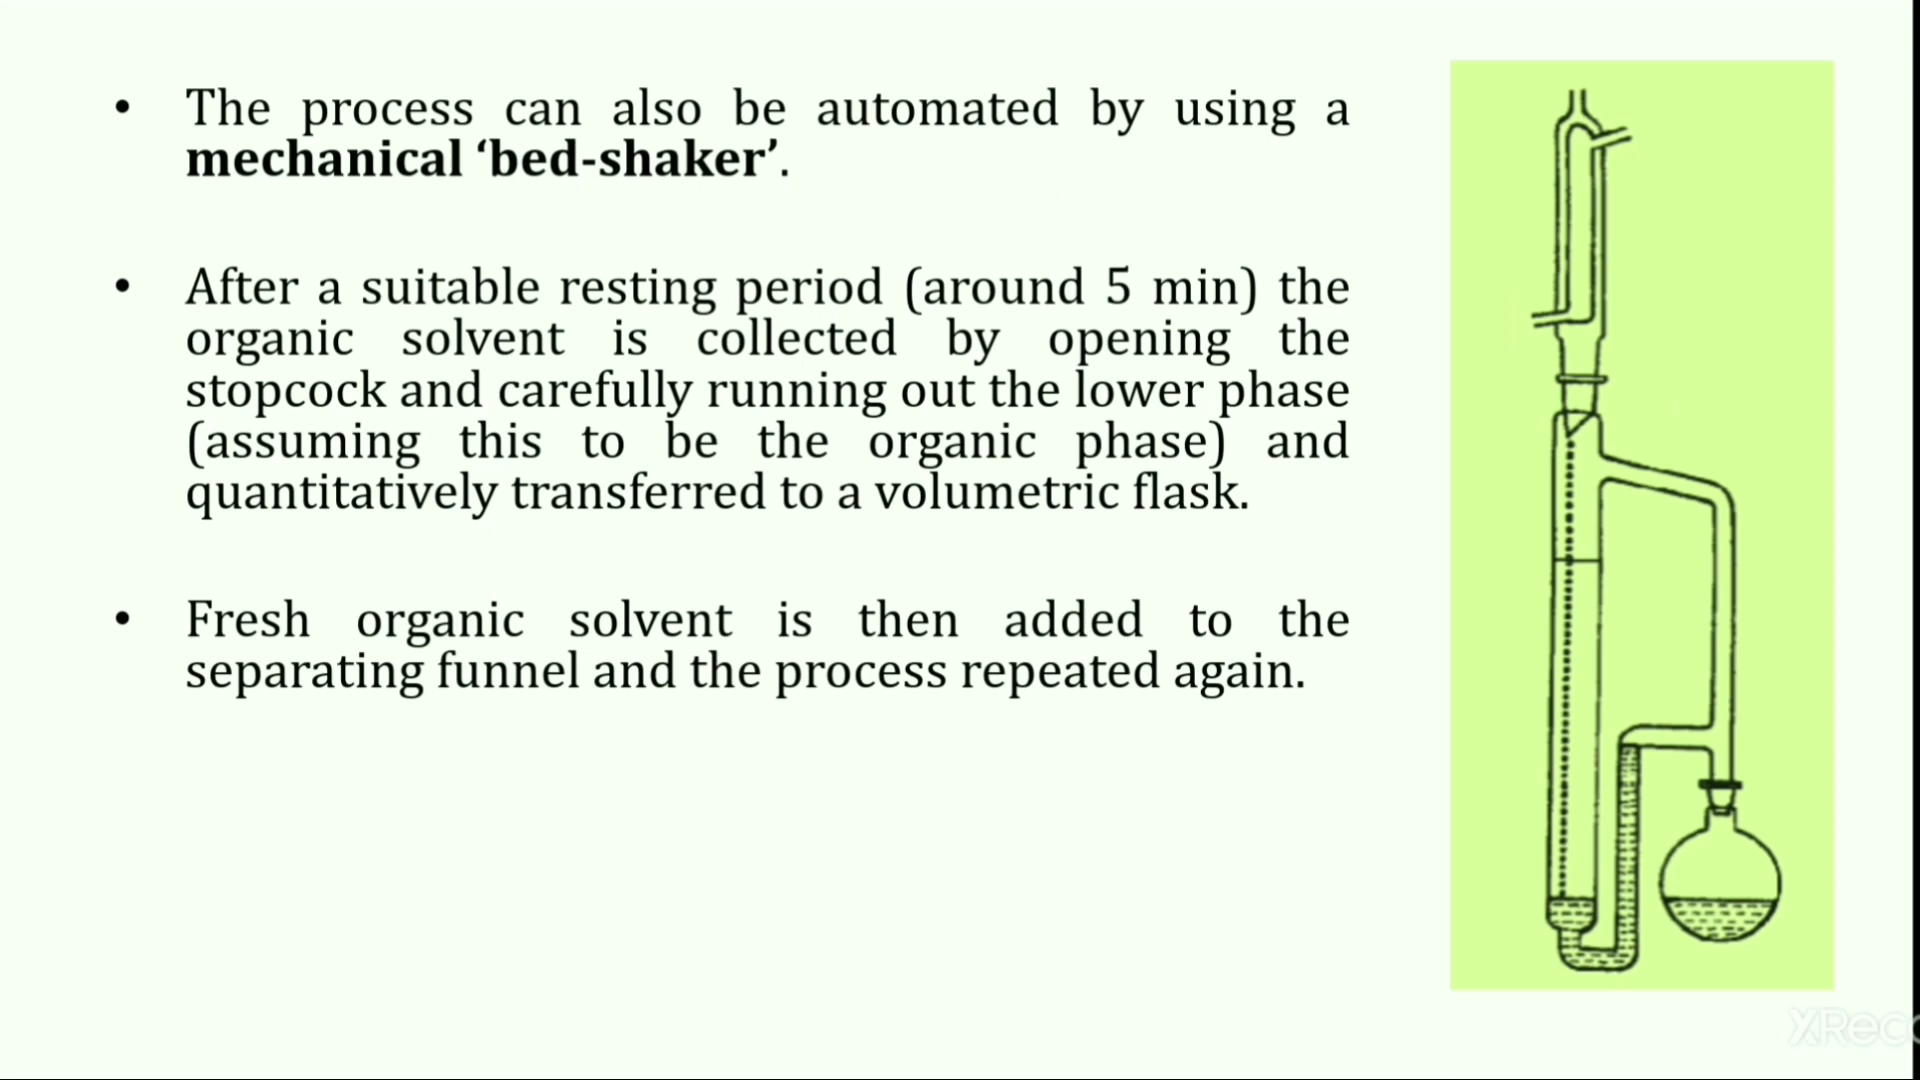 • The process can also be automated by using a
mechanical ‘bed-shaker’.
• After a suitable resting period (around 5 min) the
organic solvent is collected by opening the
stopcock and carefully running out the lower phase
(assuming this to be the organic phase) and
quantitatively transferred to a volumetric flask.
• Fresh organic solvent is then added to the
separating funnel and the process repeated again.